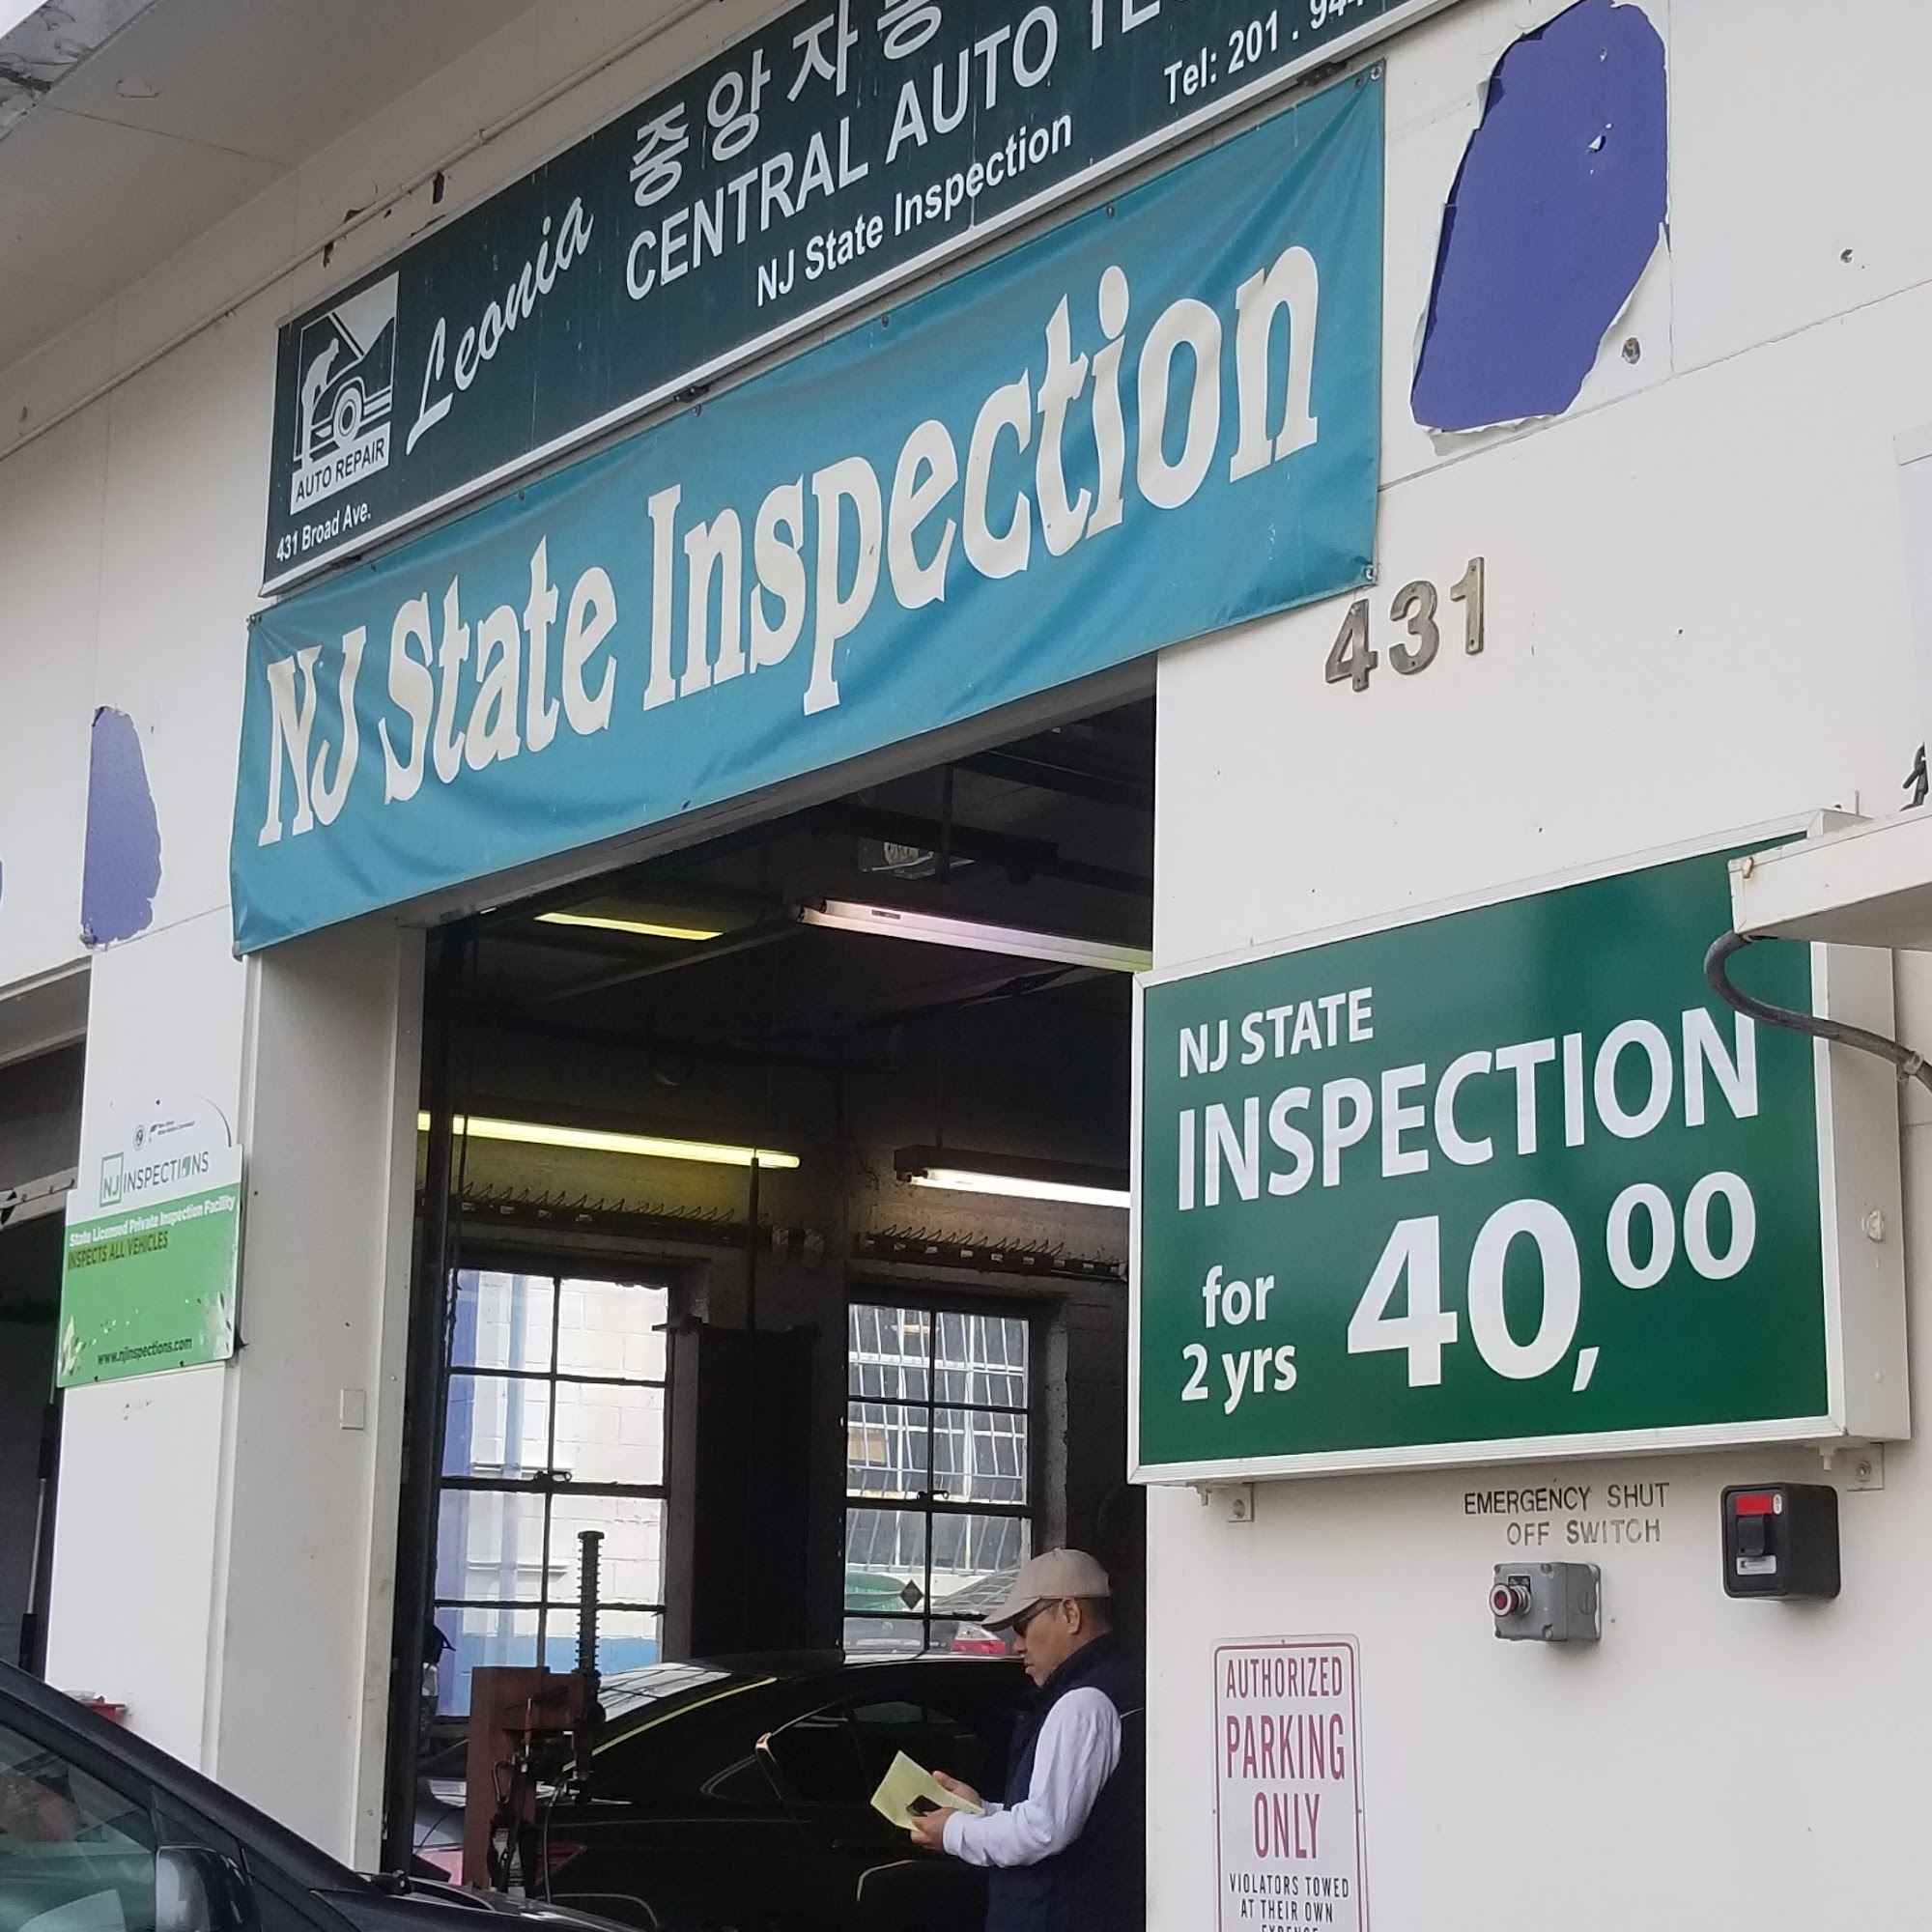 중앙자동
Leonia CENTRAL AUTO
NJ State Inspection
Tel: 201.
AUTO REPAIR
431 Broad Ave.
NJ State Inspection
431
NJ STATE
INSPECTION
for
2 yrs
40,00
NJ INSPECTIONS
State Licensed Private Inspection Facility
INSPECTS ALL VEHICLES
www.njinspections.com
EMERGENCY SHUT
OFF SWITCH
AUTHORIZED
PARKING
ONLY
VIOLATORS TOWED
AT THEIR OWN
EXPENSE